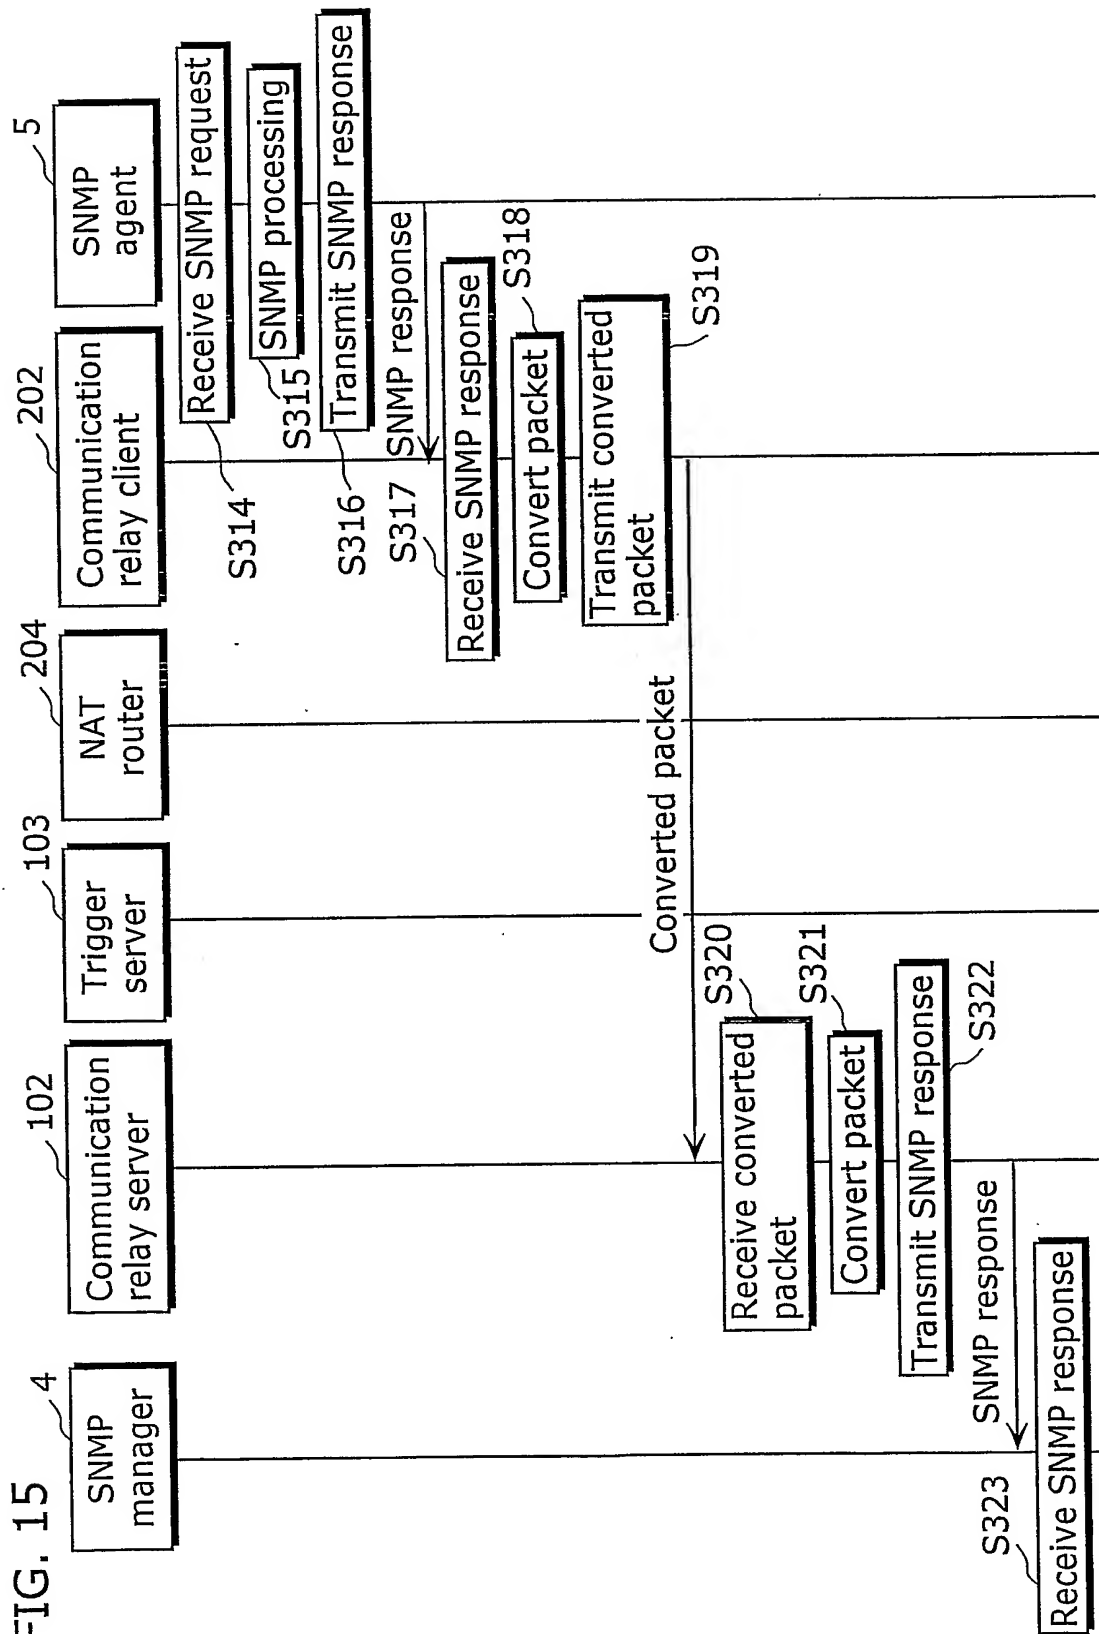 FIG. 15
4
SNMP
manager
102
Communication
relay server
103
Trigger
server
204
NAT
router
202
Communication
relay client
5
SNMP
agent
Receive SNMP request
S314
SNMP processing
S315
Transmit SNMP response
S316
SNMP response
S317
Receive SNMP response
Convert packet
S318
Transmit converted
packet
S319
Converted packet
S320
Receive converted
packet
S321
Convert packet
Transmit SNMP response
S322
SNMP response
S323
Receive SNMP response